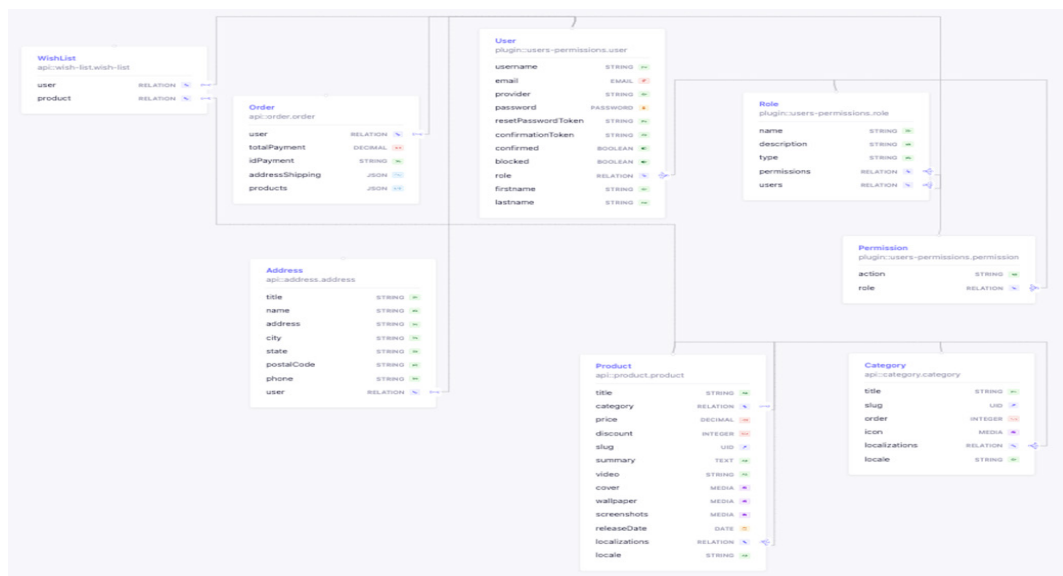 WishList
api::wish-list.wish-list
user RELATION
product RELATION
Order
api::order.order
user RELATION
totalPayment DECIMAL
idPayment STRING
addressShipping JSON
products JSON
User
plugin::users-permissions.user
username STRING
email EMAIL
provider STRING
password PASSWORD
resetPasswordToken STRING
confirmationToken STRING
confirmed BOOLEAN
blocked BOOLEAN
role RELATION
firstname STRING
lastname STRING
Role
plugin::users-permissions.role
name STRING
description STRING
type STRING
permissions RELATION
users RELATION
Permission
plugin::users-permissions.permission
action STRING
role RELATION
Address
api::address.address
title STRING
name STRING
address STRING
city STRING
state STRING
postalCode STRING
phone STRING
user RELATION
Product
api::product.product
title STRING
category RELATION
price DECIMAL
discount INTEGER
slug UID
summary TEXT
video STRING
cover MEDIA
wallpaper MEDIA
screenshots MEDIA
releaseDate DATE
localizations RELATION
locale STRING
Category
api::category.category
title STRING
slug UID
order INTEGER
icon MEDIA
localizations RELATION
locale STRING